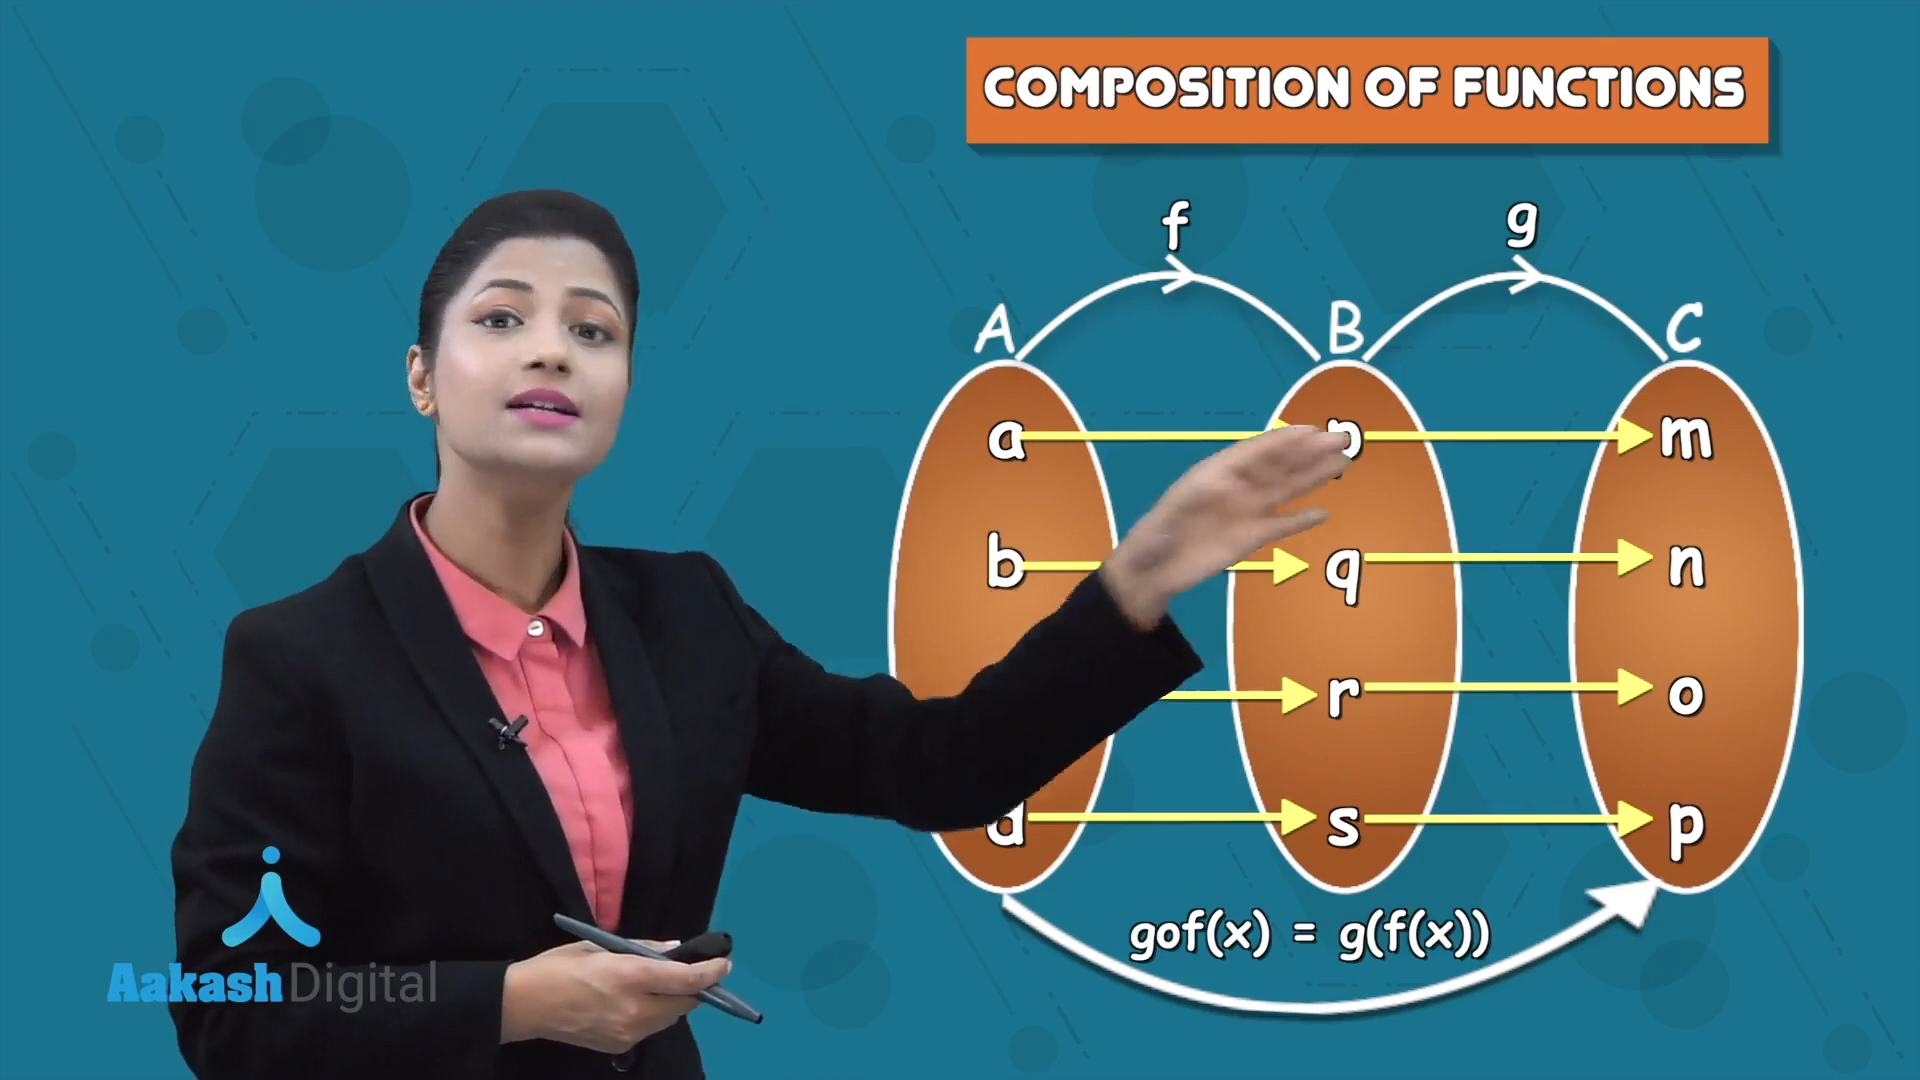 COMPOSITION OF FUNCTIONS
f g
A B C
a p m
b q n
r o
d s p
gof(x) = g(f(x))
Aakash Digital